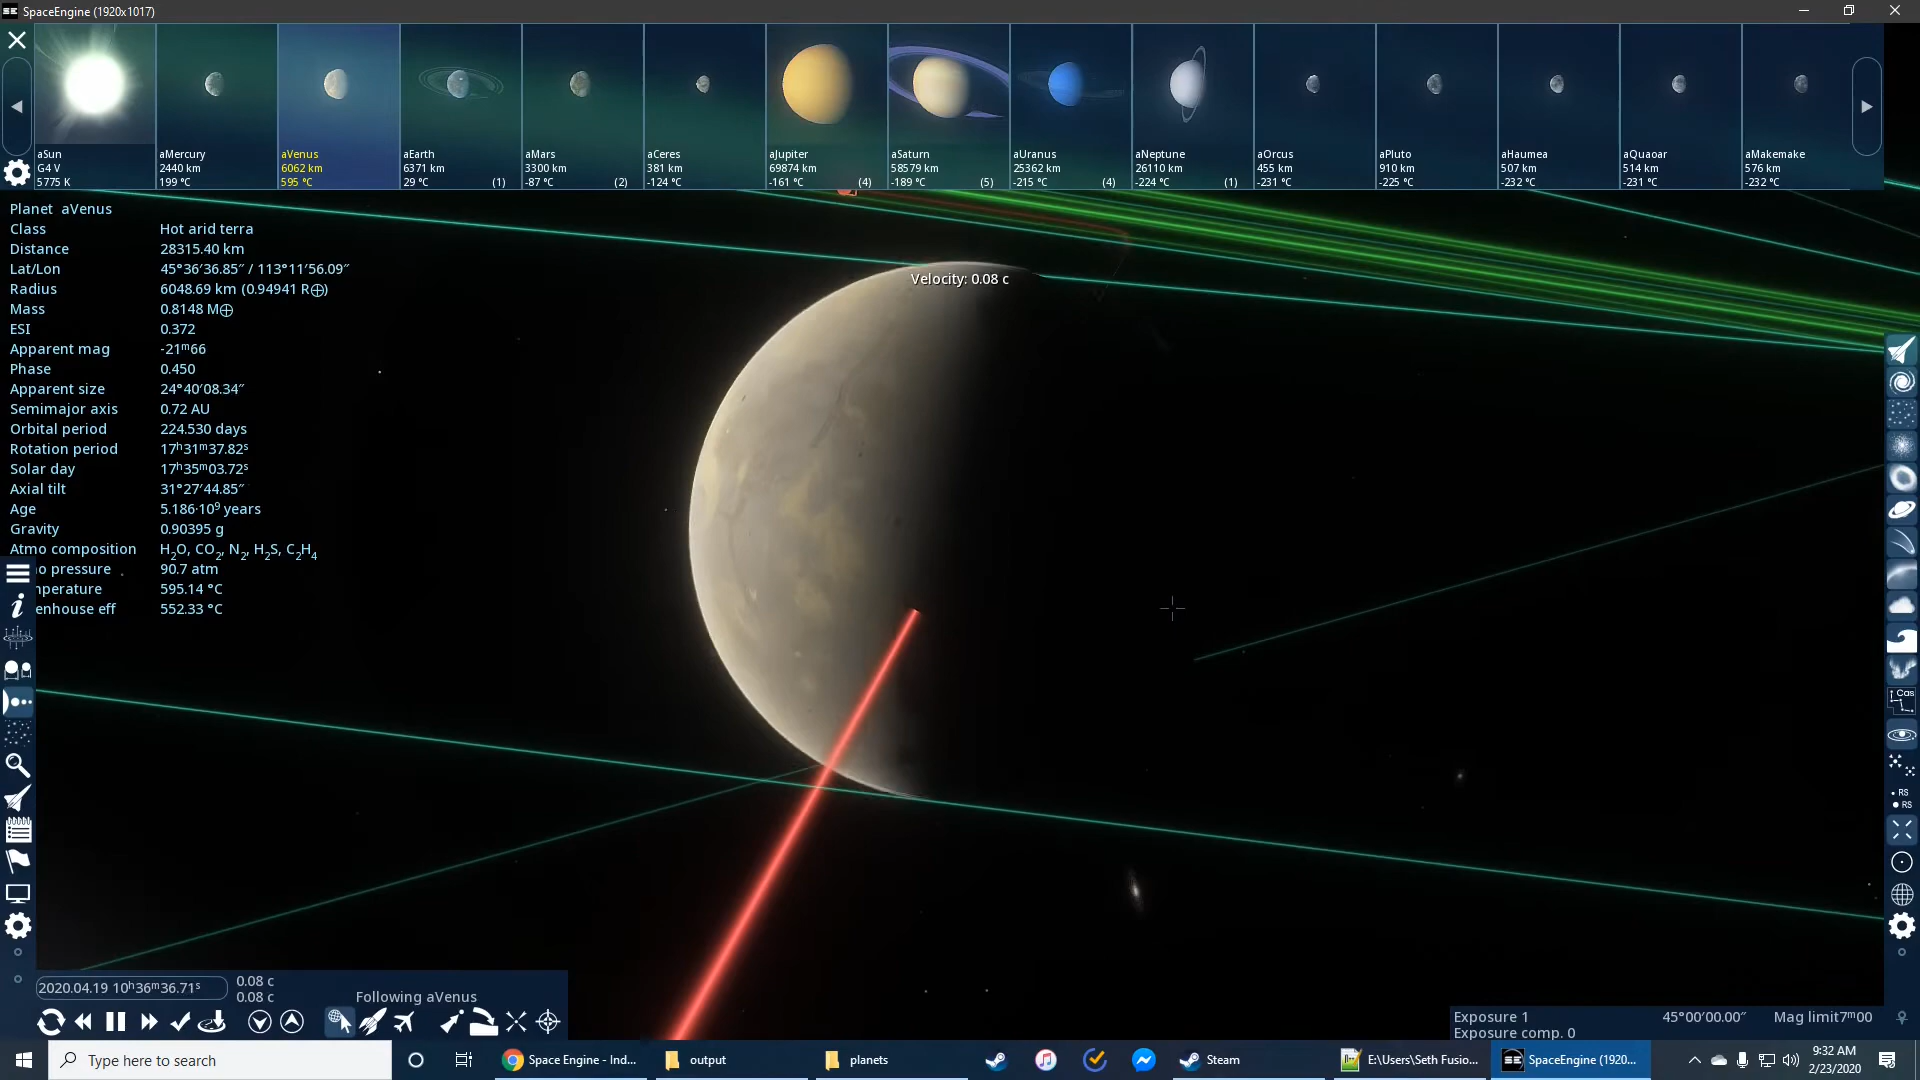 SpaceEngine (1920x1017)
aSun
G4 V
5775 K
aMercury
2440 km
199 °C
aVenus
6062 km
595 °C
aEarth
6371 km
29 °C (1)
aMars
3300 km
-87 °C (2)
aCeres
381 km
-124 °C
aJupiter
69874 km
-161 °C (4)
aSaturn
58579 km
-189 °C (5)
aUranus
25362 km
-215 °C (4)
aNeptune
26110 km
-224 °C (1)
aOrcus
455 km
-231 °C
aPluto
910 km
-225 °C
aHaumea
507 km
-232 °C
aQuaoar
514 km
-231 °C
aMakemake
576 km
-232 °C
Planet aVenus
Class Hot arid terra
Distance 28315.40 km
Lat/Lon 45°36′36.85″ / 113°11′56.09″
Radius 6048.69 km (0.94941 R⊕)
Mass 0.8148 M⊕
ESI 0.372
Apparent mag -21ᵐ66
Phase 0.450
Apparent size 24°40′08.34″
Semimajor axis 0.72 AU
Orbital period 224.530 days
Rotation period 17ʰ31ᵐ37.82ˢ
Solar day 17ʰ35ᵐ03.72ˢ
Axial tilt 31°27′44.85″
Age 5.186·10⁹ years
Gravity 0.90395 g
Atmo composition H₂O, CO₂, N₂, H₂S, C₂H₄
o pressure 90.7 atm
perature 595.14 °C
enhouse eff 552.33 °C
Velocity: 0.08 c
Cas
RS
RS
2020.04.19 10ʰ36ᵐ36.71ˢ
0.08 c
0.08 c
Following aVenus
Exposure 1 45°00′00.00″ Mag limit7ᵐ00
Exposure comp. 0
Type here to search
Space Engine - Ind...
output
planets
Steam
E:\Users\Seth Fusio...
SpaceEngine (1920...
9:32 AM
2/23/2020